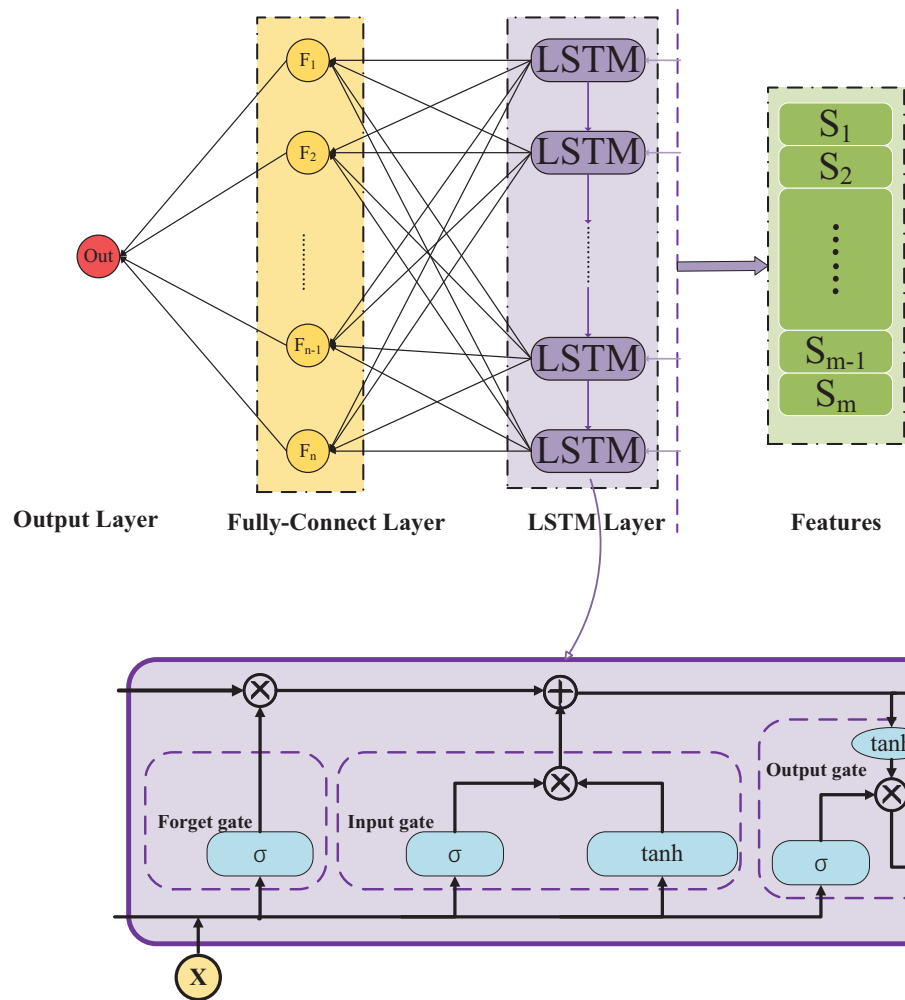 F1
F2
........
Fn-1
Fn
Out
LSTM
LSTM
........
LSTM
LSTM
S1
S2
......
Sm-1
Sm
Output Layer
Fully-Connect Layer
LSTM Layer
Features
Forget gate
σ
Input gate
σ
tanh
Output gate
tanh
σ
X